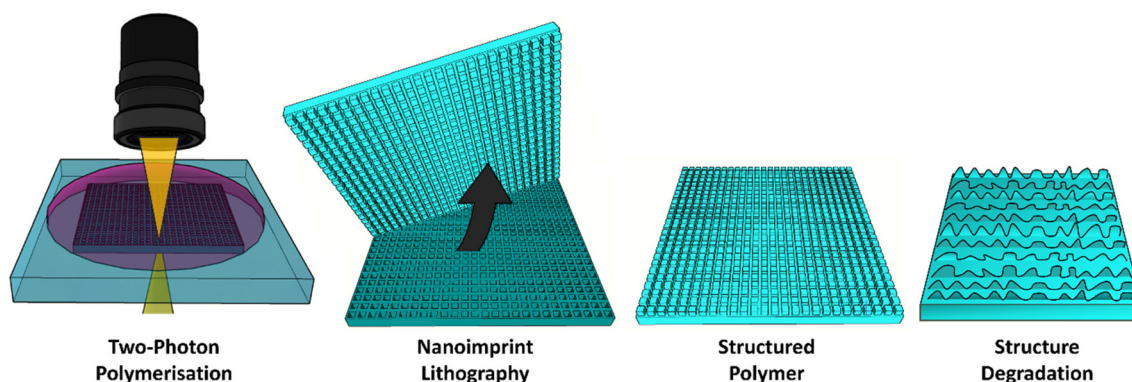 Two-Photon
Polymerisation
Nanoimprint
Lithography
Structured
Polymer
Structure
Degradation